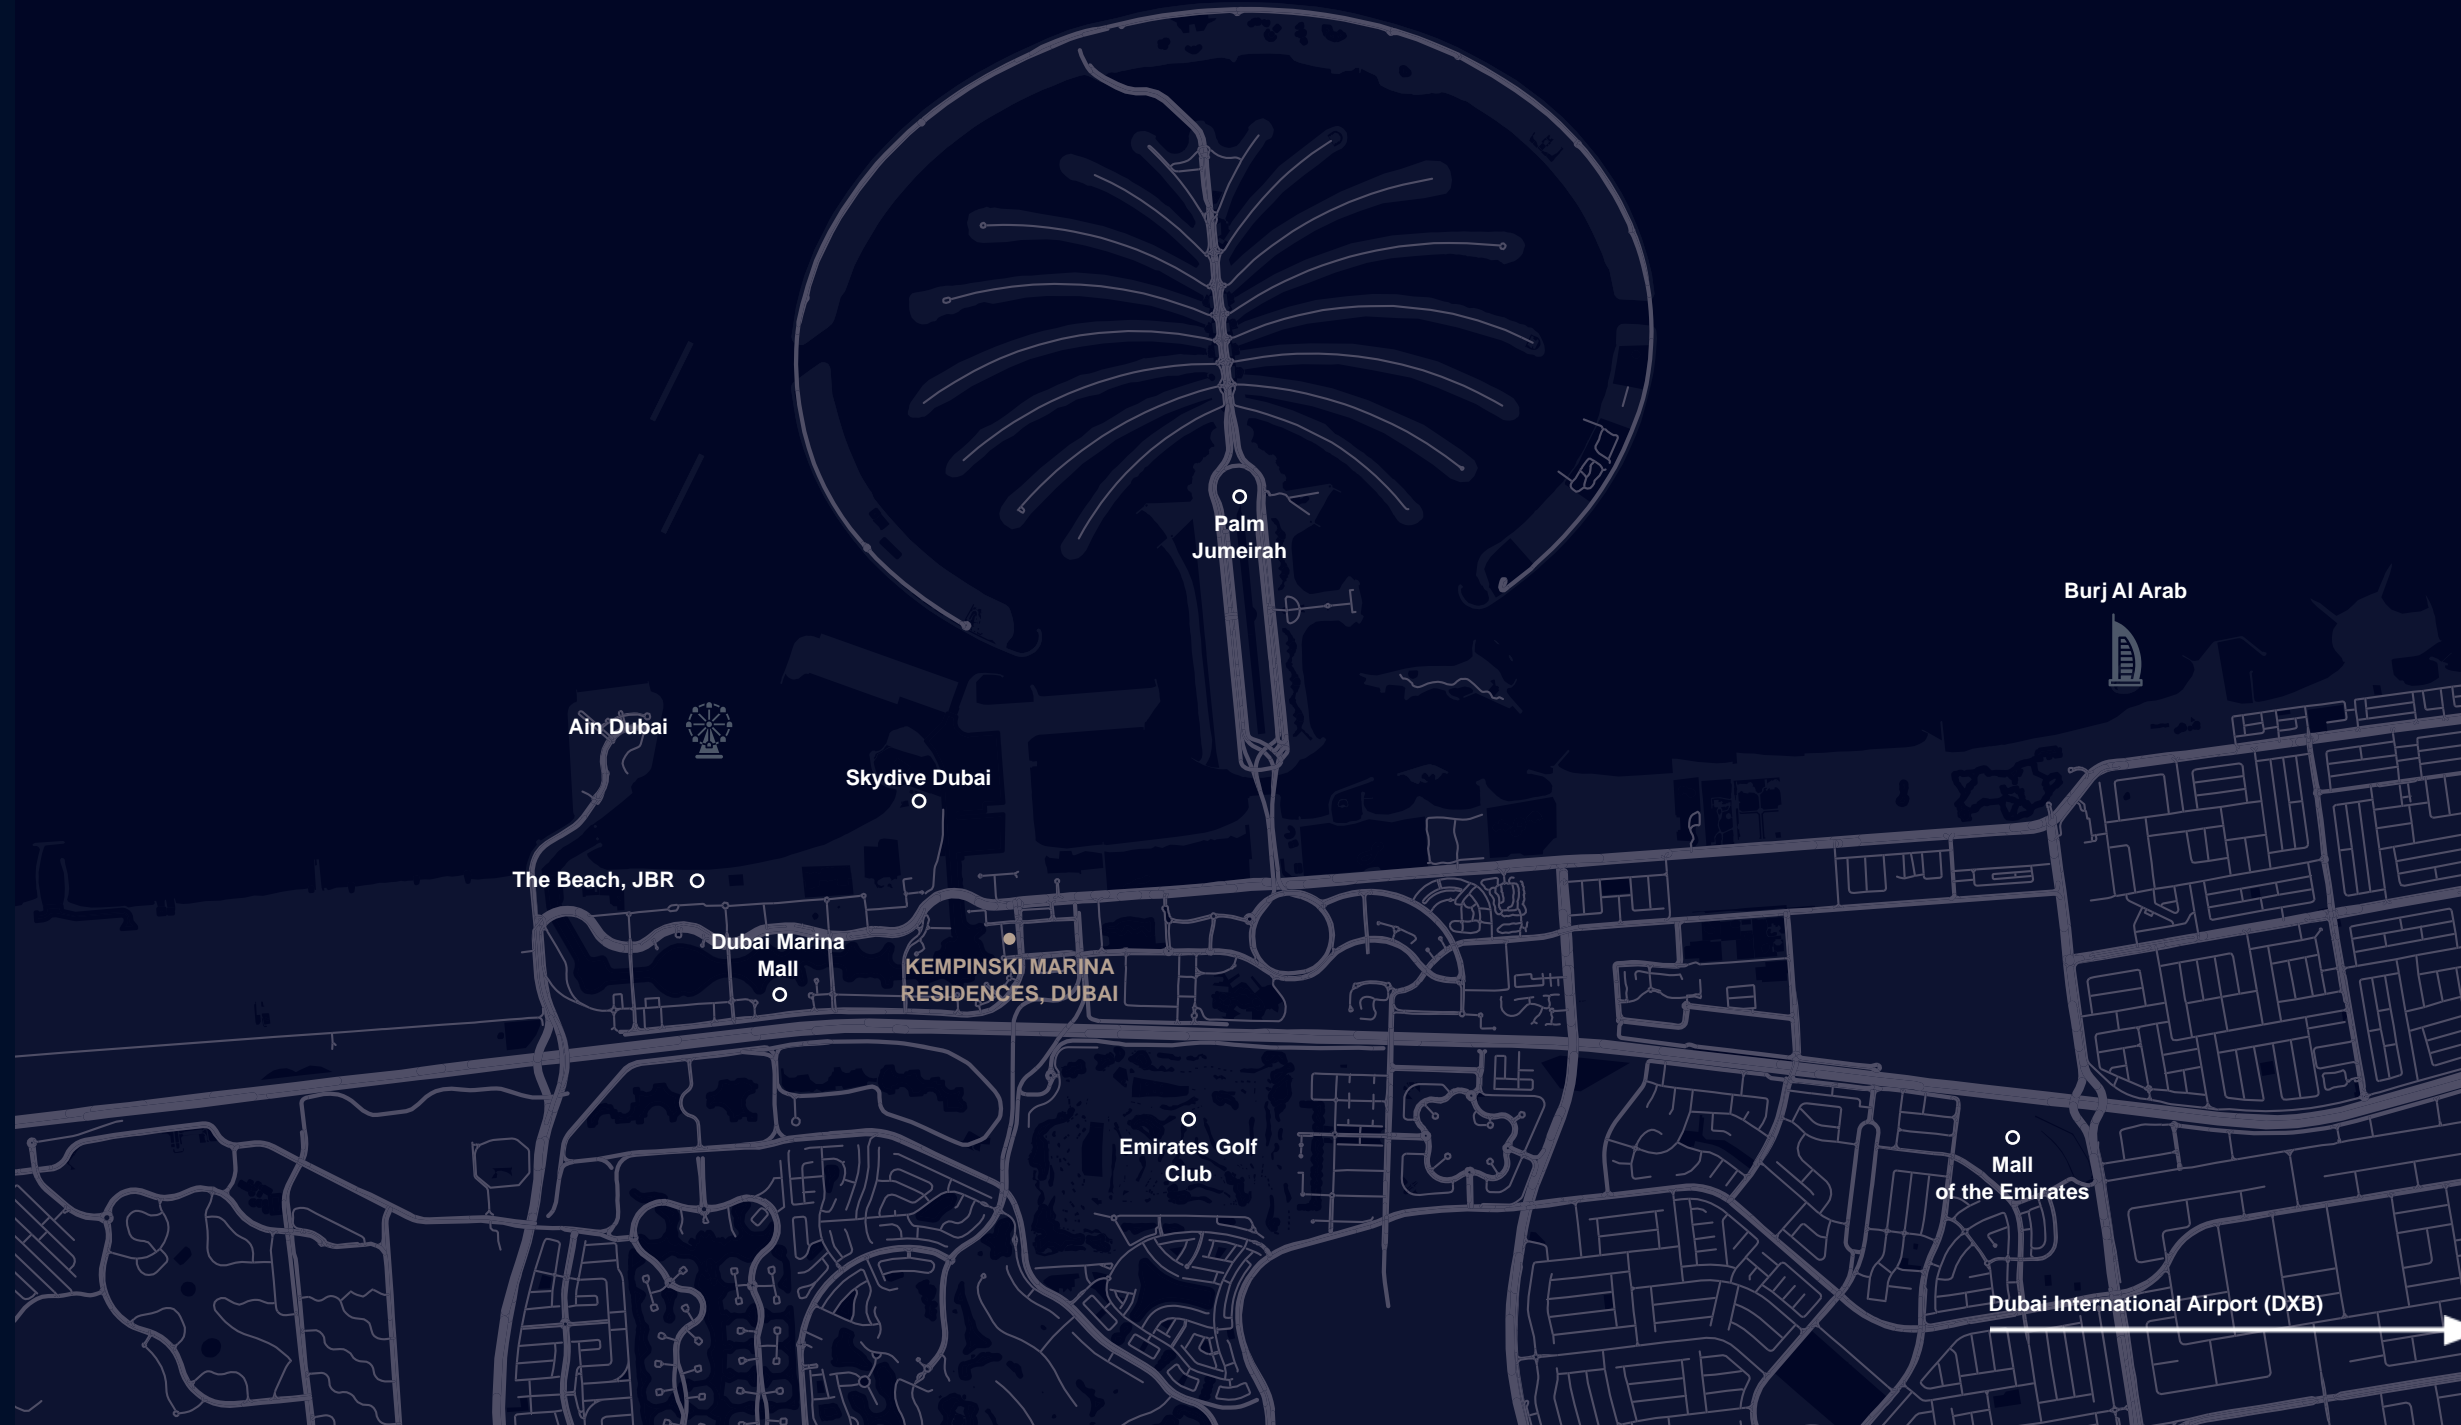 Palm
Jumeirah
Burj Al Arab
Ain Dubai
Skydive Dubai
The Beach, JBR
Dubai Marina
Mall
KEMPINSKI MARINA
RESIDENCES, DUBAI
Emirates Golf
Club
Mall
of the Emirates
Dubai International Airport (DXB)